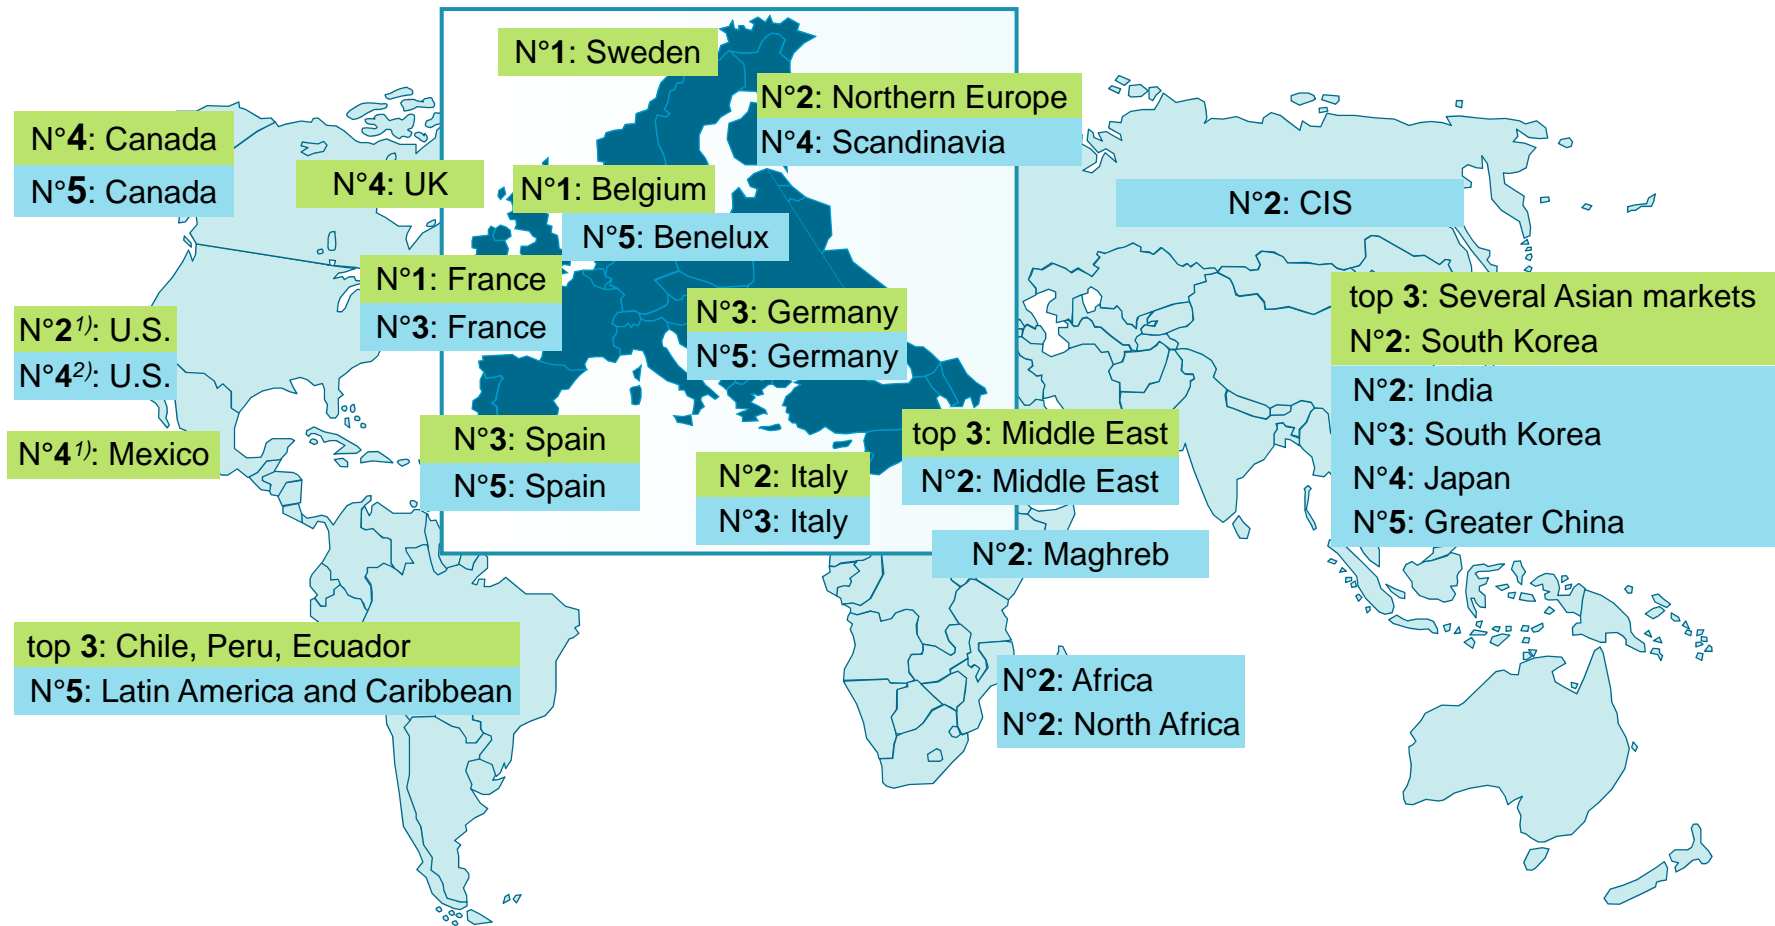 N°1: Sweden
N°2: Northern Europe
N°4: Scandinavia
N°4: Canada
N°5: Canada
N°4: UK
N°1: Belgium
N°5: Benelux
N°2: CIS
N°1: France
N°3: France
N°3: Germany
N°5: Germany
top 3: Several Asian markets
N°2: South Korea
N°2: India
N°3: South Korea
N°4: Japan
N°5: Greater China
N°2¹⁾: U.S.
N°4²⁾: U.S.
N°4¹⁾: Mexico
N°3: Spain
N°5: Spain
N°2: Italy
N°3: Italy
top 3: Middle East
N°2: Middle East
N°2: Maghreb
top 3: Chile, Peru, Ecuador
N°5: Latin America and Caribbean
N°2: Africa
N°2: North Africa